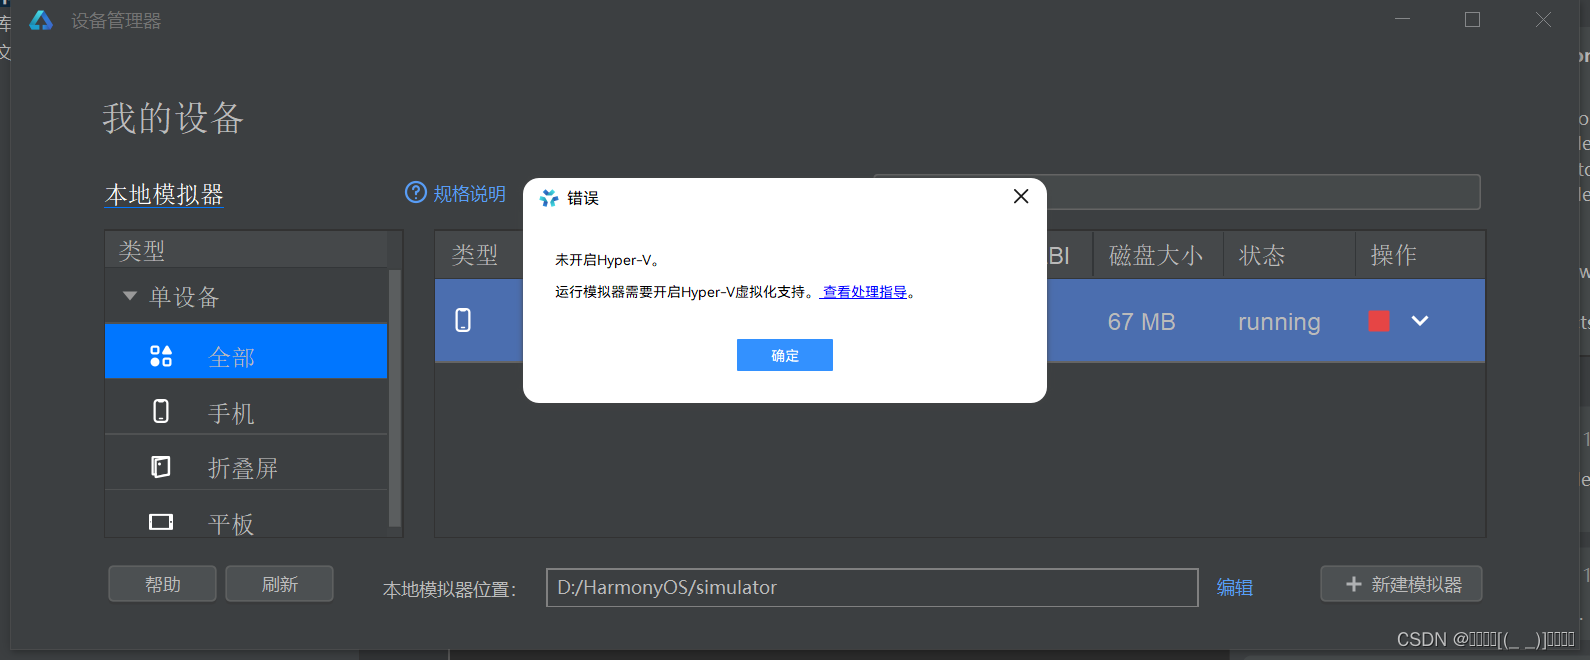 设备管理器
库
文
我的设备
本地模拟器
规格说明
类型
单设备
全部
手机
折叠屏
平板
类型
BI
磁盘大小
状态
操作
67 MB
running
错误
未开启Hyper-V。
运行模拟器需要开启Hyper-V虚拟化支持。 查看处理指导。
确定
帮助
刷新
本地模拟器位置：
D:/HarmonyOS/simulator
编辑
新建模拟器
CSDN @